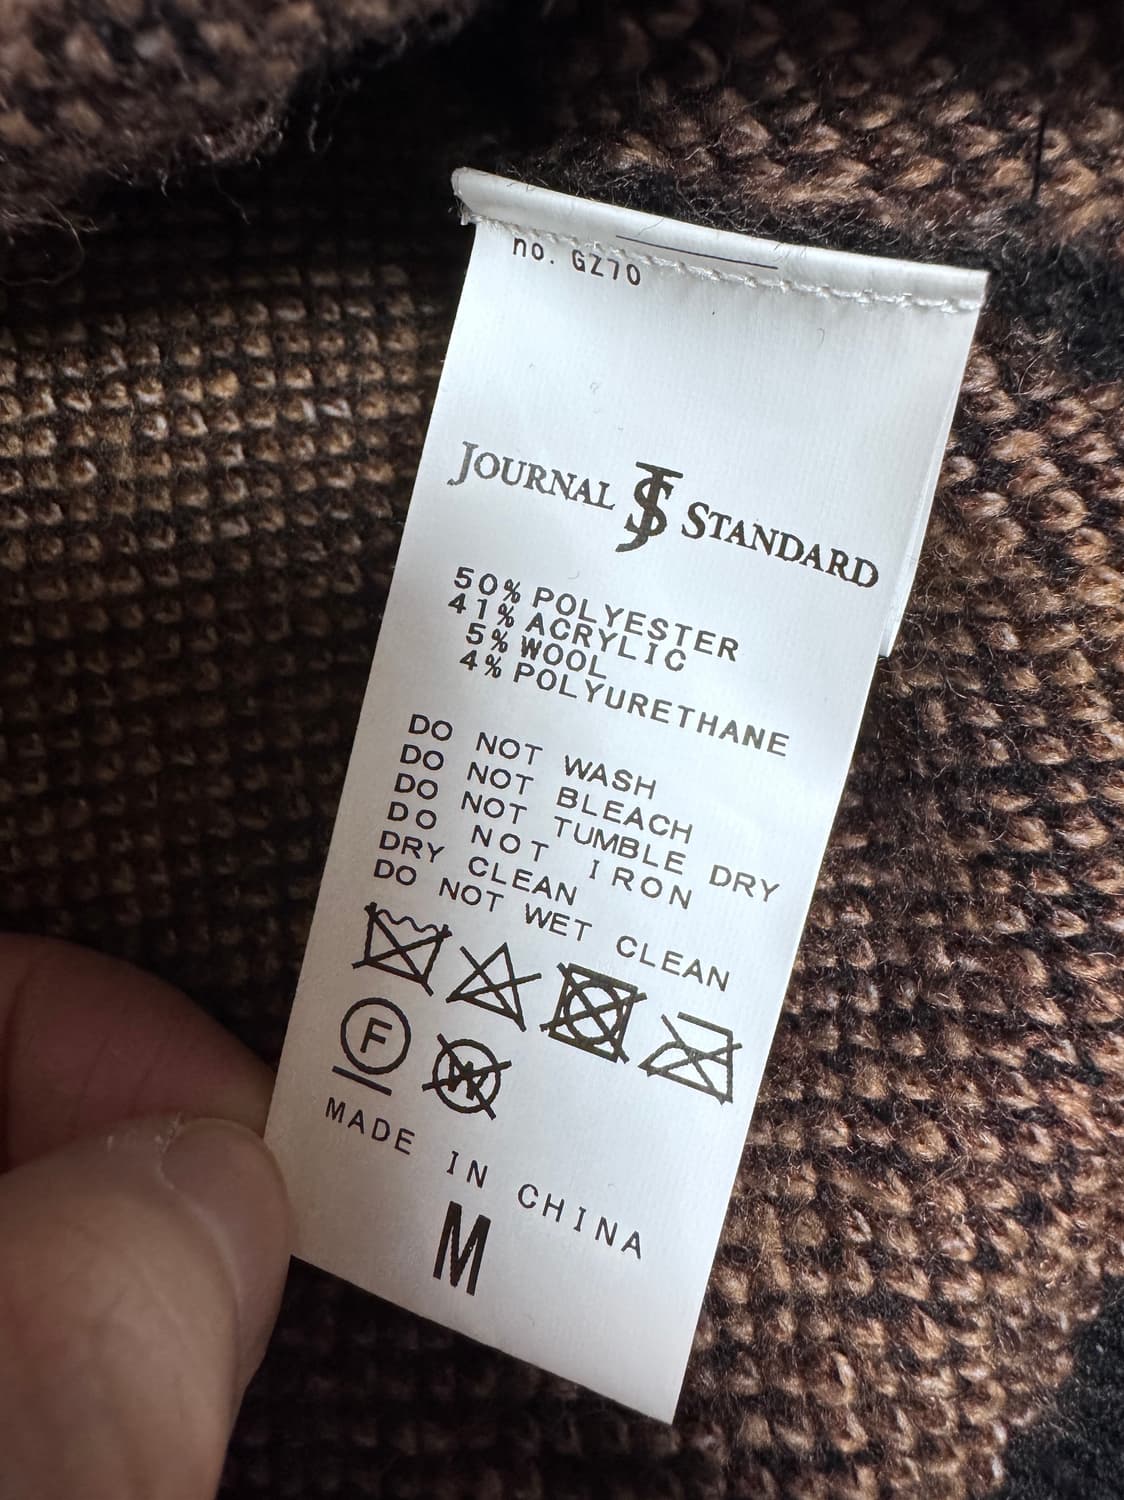 no. GZ70
JOURNAL JS STANDARD
50% POLYESTER
41% ACRYLIC
5% WOOL
4% POLYURETHANE
DO NOT WASH
DO NOT BLEACH
DO NOT TUMBLE DRY
DO NOT IRON
DRY CLEAN
DO NOT WET CLEAN
F W
MADE IN CHINA
M